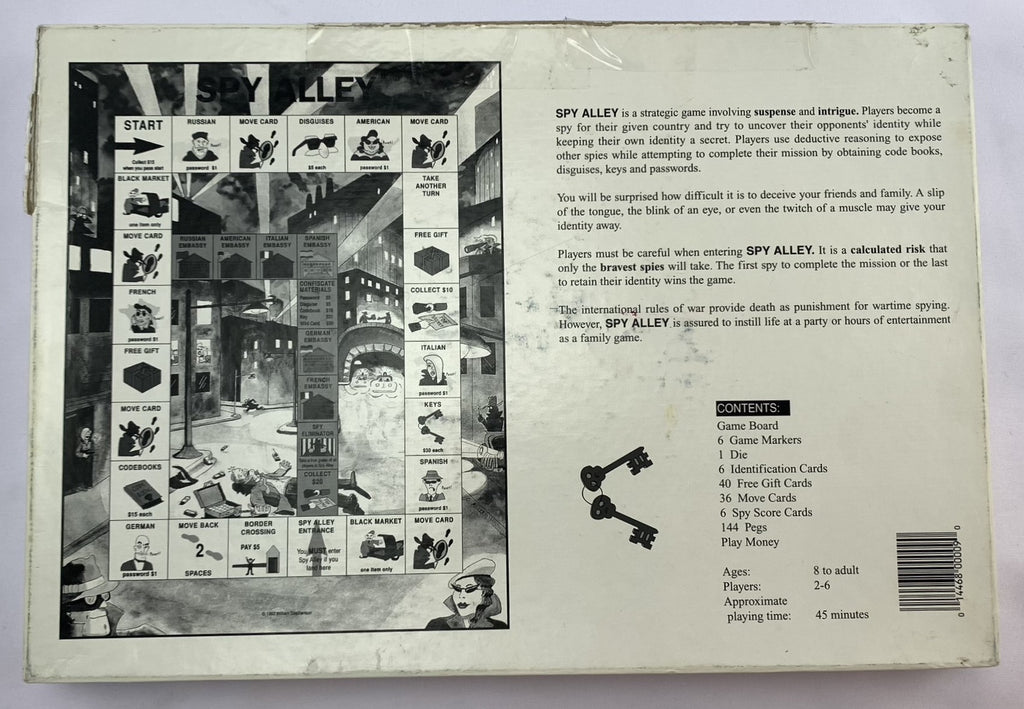 SPY ALLEY
START
Collect $15
when you pass start
RUSSIAN
password $1
MOVE CARD
DISGUISES
$5 each
AMERICAN
password $1
MOVE CARD
BLACK MARKET
one item only
TAKE
ANOTHER
TURN
MOVE CARD
RUSSIAN
EMBASSY
AMERICAN
EMBASSY
ITALIAN
EMBASSY
SPANISH
EMBASSY
FREE GIFT
CONFISCATE
MATERIALS
Password $5
Disguise $5
Codebook $10
Key $25
Wild Card $50
FRENCH
password $1
COLLECT $10
GERMAN
EMBASSY
FREE GIFT
ITALIAN
password $1
FRENCH
EMBASSY
MOVE CARD
KEYS
$30 each
SPY
ELIMINATOR
CODEBOOKS
$15 each
SPANISH
password $1
COLLECT
$20
GERMAN
password $1
MOVE BACK
2
SPACES
BORDER
CROSSING
PAY $5
SPY ALLEY
ENTRANCE
You MUST enter
Spy Alley if you
land here
BLACK MARKET
one item only
MOVE CARD
SPY ALLEY is a strategic game involving suspense and intrigue. Players become a
spy for their given country and try to uncover their opponents' identity while
keeping their own identity a secret. Players use deductive reasoning to expose
other spies while attempting to complete their mission by obtaining code books,
disguises, keys and passwords.
You will be surprised how difficult it is to deceive your friends and family. A slip
of the tongue, the blink of an eye, or even the twitch of a muscle may give your
identity away.
Players must be careful when entering SPY ALLEY. It is a calculated risk that
only the bravest spies will take. The first spy to complete the mission or the last
to retain their identity wins the game.
The international rules of war provide death as punishment for wartime spying.
However, SPY ALLEY is assured to instill life at a party or hours of entertainment
as a family game.
CONTENTS:
Game Board
6 Game Markers
1 Die
6 Identification Cards
40 Free Gift Cards
36 Move Cards
6 Spy Score Cards
144 Pegs
Play Money
Ages: 8 to adult
Players: 2-6
Approximate
playing time: 45 minutes
0 14468 00009 0